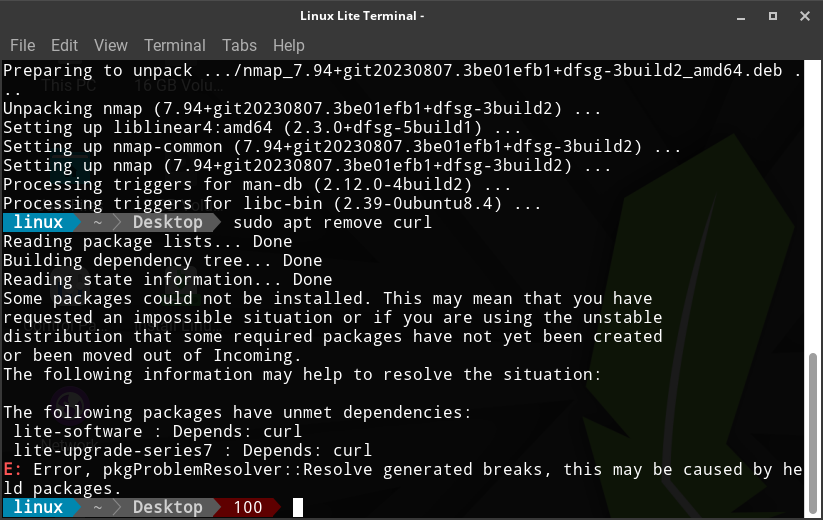 Linux Lite Terminal -
File Edit View Terminal Tabs Help
Preparing to unpack .../nmap_7.94+git20230807.3be01efb1+dfsg-3build2_amd64.deb .
..
Unpacking nmap (7.94+git20230807.3be01efb1+dfsg-3build2) ...
Setting up liblinear4:amd64 (2.3.0+dfsg-5build1) ...
Setting up nmap-common (7.94+git20230807.3be01efb1+dfsg-3build2) ...
Setting up nmap (7.94+git20230807.3be01efb1+dfsg-3build2) ...
Processing triggers for man-db (2.12.0-4build2) ...
Processing triggers for libc-bin (2.39-0ubuntu8.4) ...
linux ~ Desktop sudo apt remove curl
Reading package lists... Done
Building dependency tree... Done
Reading state information... Done
Some packages could not be installed. This may mean that you have
requested an impossible situation or if you are using the unstable
distribution that some required packages have not yet been created
or been moved out of Incoming.
The following information may help to resolve the situation:

The following packages have unmet dependencies:
 lite-software : Depends: curl
 lite-upgrade-series7 : Depends: curl
E: Error, pkgProblemResolver::Resolve generated breaks, this may be caused by he
ld packages.
linux ~ Desktop 100
This PC
16 GB Volu...
Network